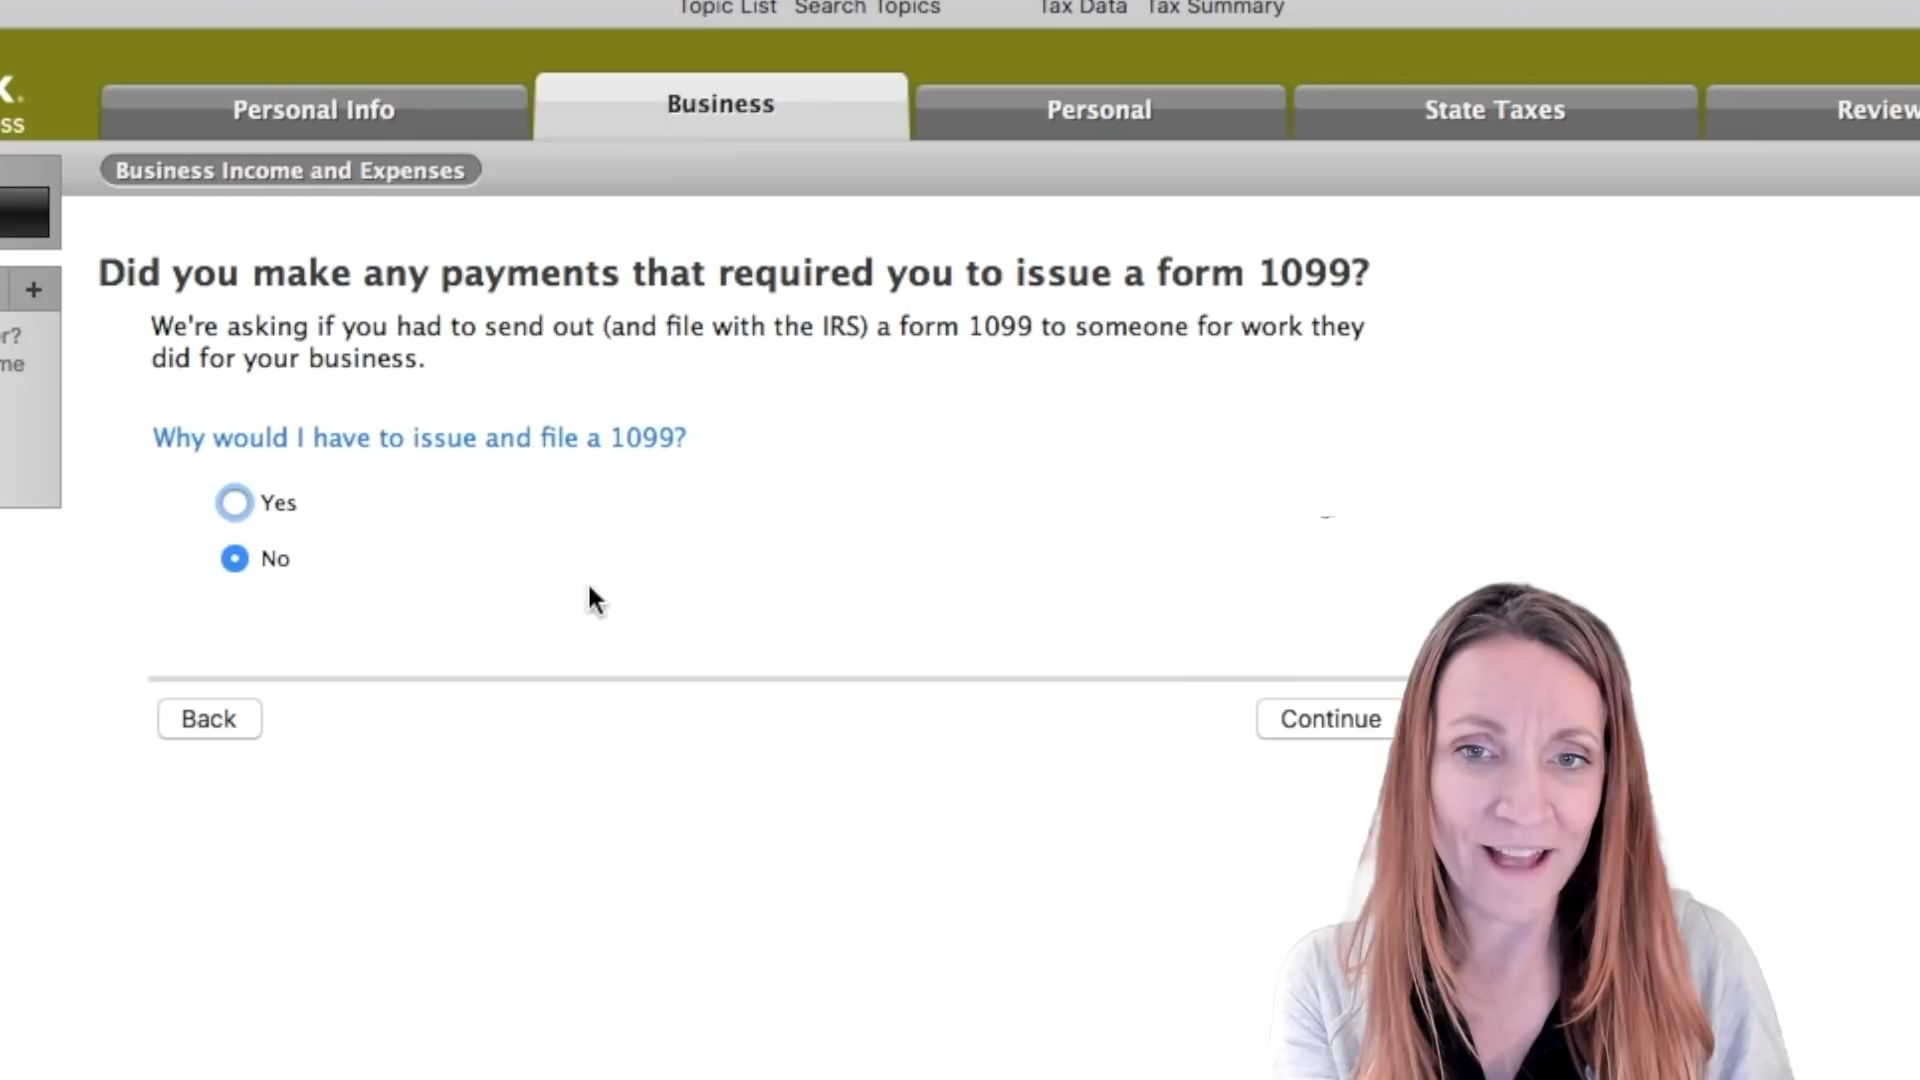 Topic List Search Topics Tax Data Tax Summary
Personal Info Business Personal State Taxes Review
ss
Business Income and Expenses
Did you make any payments that required you to issue a form 1099?
We're asking if you had to send out (and file with the IRS) a form 1099 to someone for work they
did for your business.
+
r?
me
Why would I have to issue and file a 1099?
Yes
No
Back Continue